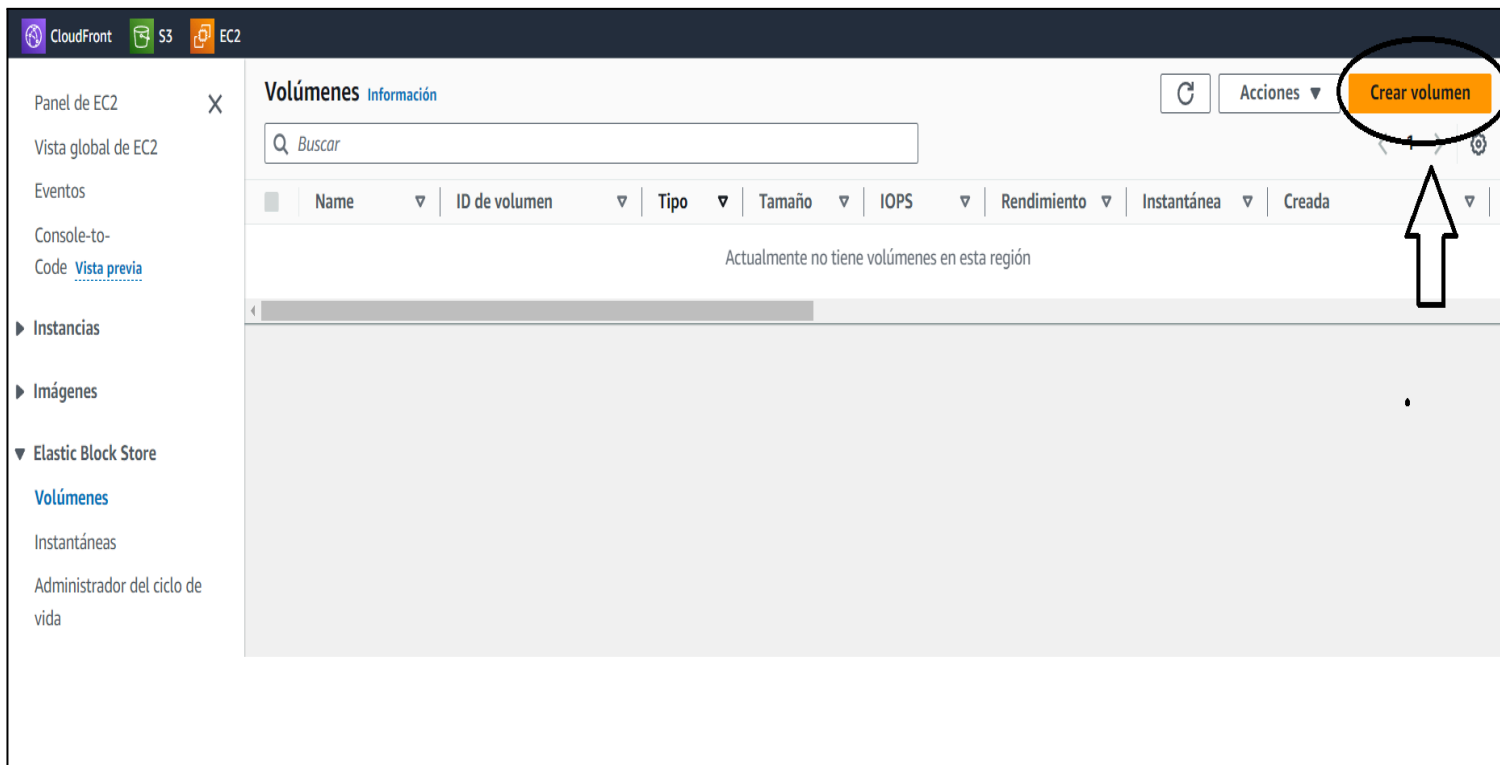 CloudFront S3 EC2
Panel de EC2
Vista global de EC2
Eventos
Console-to-
Code Vista previa
Instancias
Imágenes
Elastic Block Store
Volúmenes
Instantáneas
Administrador del ciclo de
vida
Volúmenes Información
Acciones Crear volumen
Buscar
1
Name ID de volumen Tipo Tamaño IOPS Rendimiento Instantánea Creada
Actualmente no tiene volúmenes en esta región